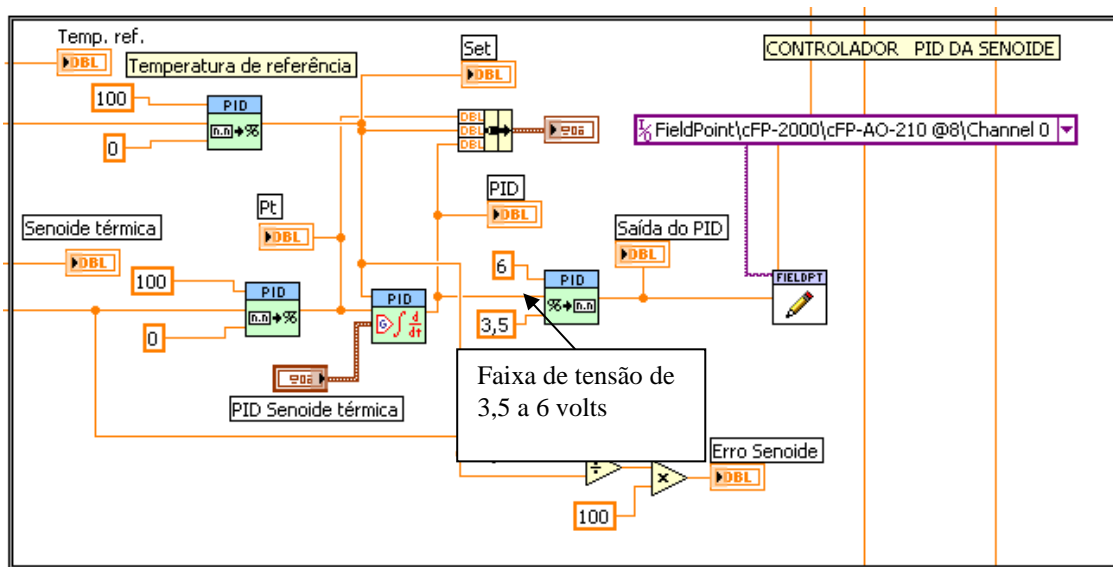 Temp. ref.
DBL
Temperatura de referência
Set
DBL
CONTROLADOR PID DA SENOIDE
100
PID
n.n → %
0
DBL
DBL
DBL
FieldPoint\cFP-2000\cFP-AO-210 @8\Channel 0
Senoide térmica
DBL
Pt
DBL
PID
DBL
Saída do PID
DBL
100
PID
n.n → %
0
PID
G ∫ d/dt
6
PID
% → n.n
3,5
FIELDPT
PID Senoide térmica
Faixa de tensão de
3,5 a 6 volts
÷
×
100
Erro Senoide
DBL